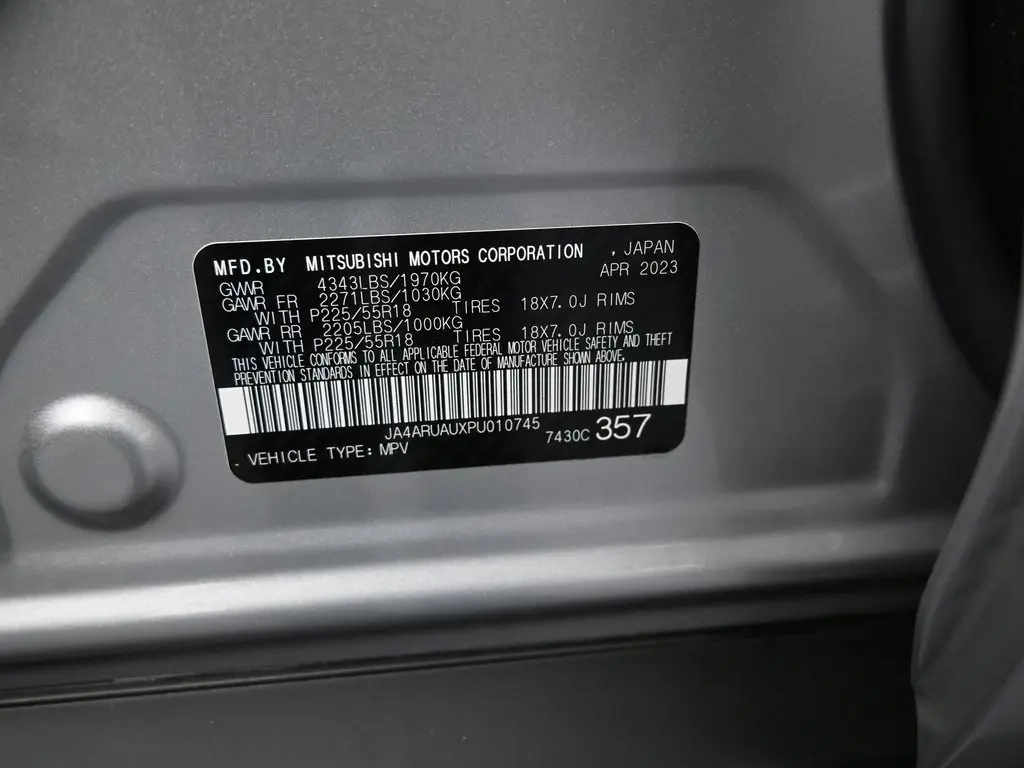 MFD.BY MITSUBISHI MOTORS CORPORATION , JAPAN
APR 2023
GVWR 4343LBS/1970KG
GAWR FR 2271LBS/1030KG
WITH P225/55R18 TIRES 18X7.0J RIMS
GAWR RR 2205LBS/1000KG
WITH P225/55R18 TIRES 18X7.0J RIMS
THIS VEHICLE CONFORMS TO ALL APPLICABLE FEDERAL MOTOR VEHICLE SAFETY AND THEFT
PREVENTION STANDARDS IN EFFECT ON THE DATE OF MANUFACTURE SHOWN ABOVE.
JA4ARUAUXPU010745
7430C 357
VEHICLE TYPE: MPV